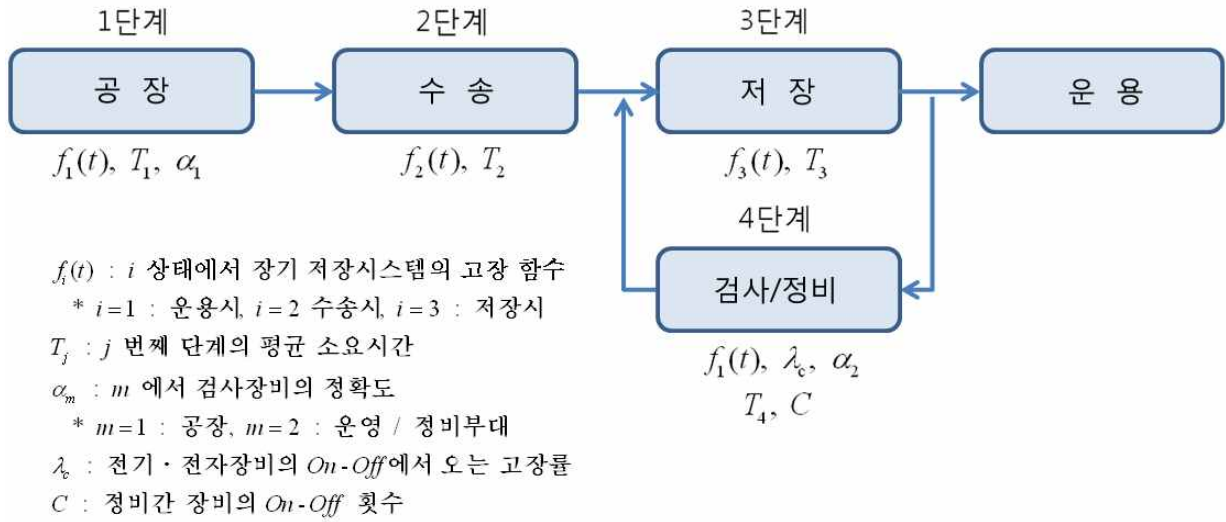 1단계 2단계 3단계
공 장 수 송 저 장 운 용
f₁(t), T₁, α₁ f₂(t), T₂ f₃(t), T₃
4단계
검사/정비
f₁(t), λc, α₂
T₄, C
fᵢ(t) : i 상태에서 장기 저장시스템의 고장 함수
* i=1 : 운용시, i=2 수송시, i=3 : 저장시
Tⱼ : j 번째 단계의 평균 소요시간
αₘ : m 에서 검사장비의 정확도
* m=1 : 공장, m=2 : 운영 / 정비부대
λc : 전기·전자장비의 On-Off에서 오는 고장률
C : 정비간 장비의 On-Off 횟수